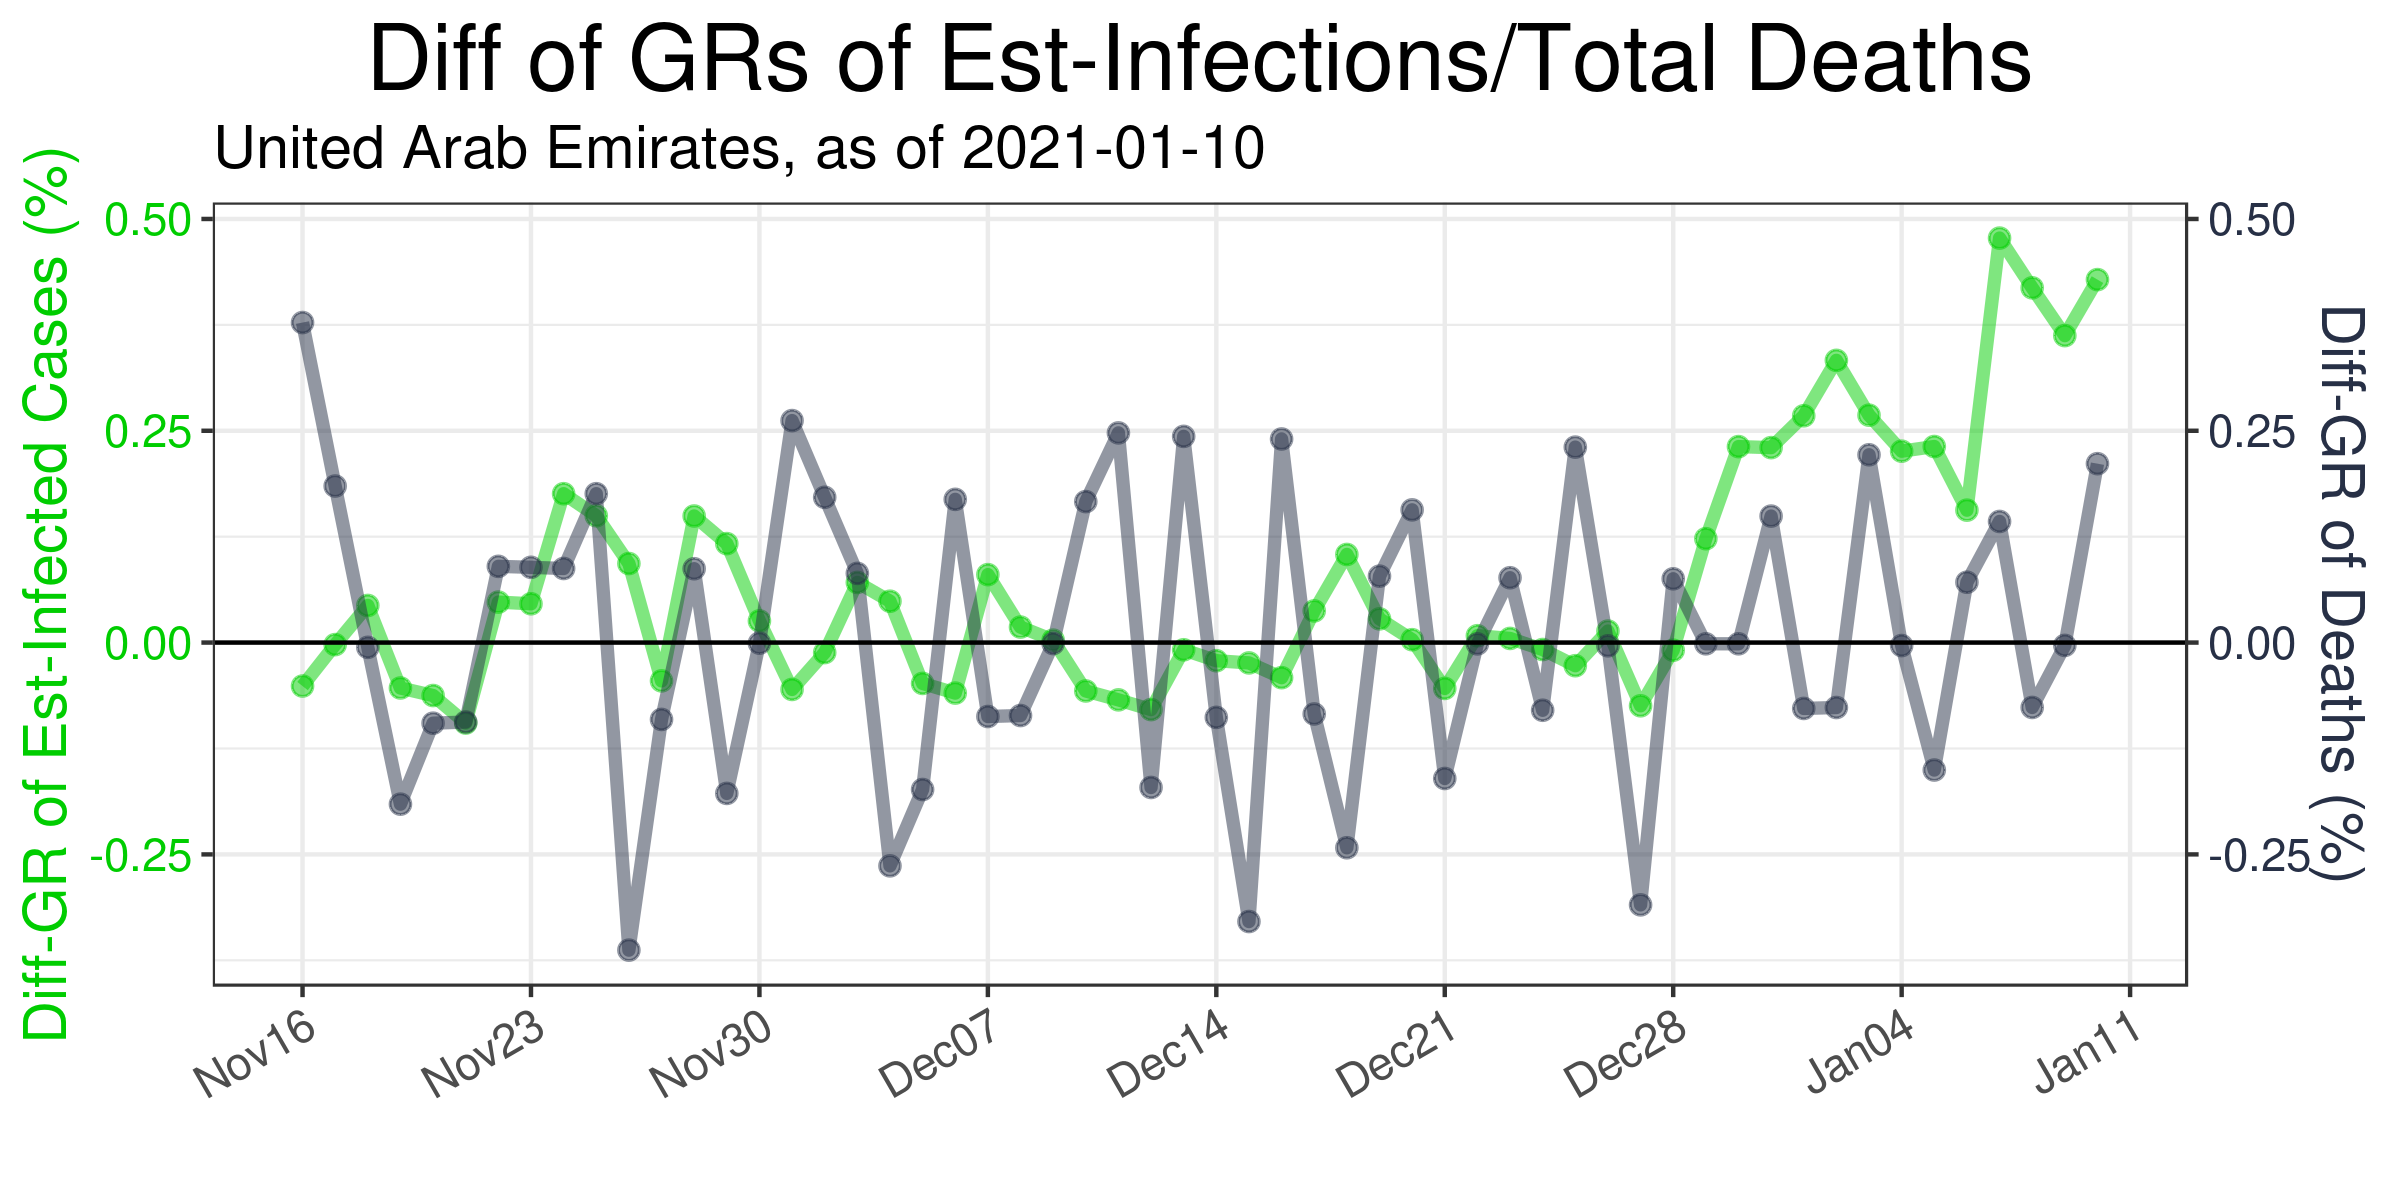 Diff of GRs of Est-Infections/Total Deaths
United Arab Emirates, as of 2021-01-10
Diff-GR of Est-Infected Cases (%)
0.50
0.25
0.00
-0.25
0.50
0.25
0.00
-0.25
Diff-GR of Deaths (%)
Nov16
Nov23
Nov30
Dec07
Dec14
Dec21
Dec28
Jan04
Jan11